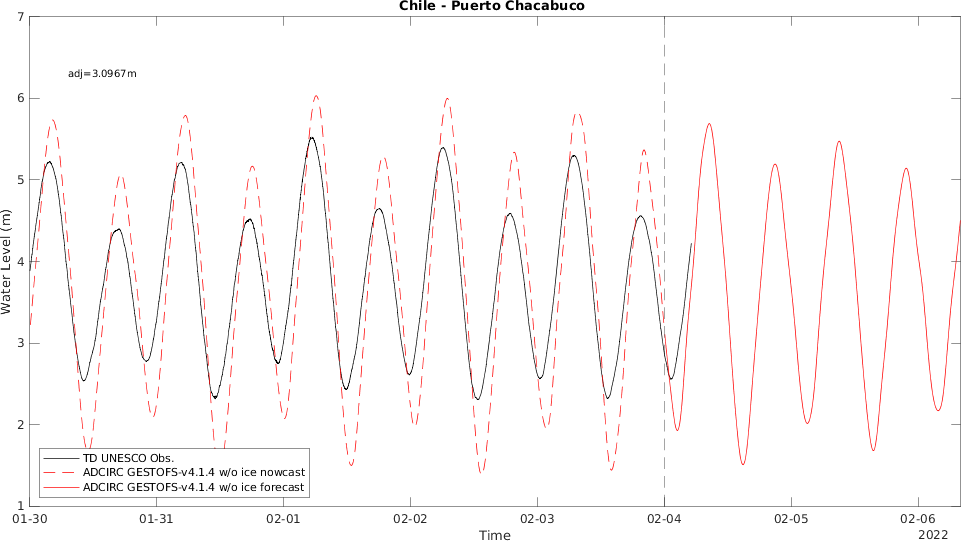 Chile - Puerto Chacabuco
7
adj=3.0967m
6
5
4
3
2
1
Water Level (m)
TD UNESCO Obs.
ADCIRC GESTOFS-v4.1.4 w/o ice nowcast
ADCIRC GESTOFS-v4.1.4 w/o ice forecast
01-30 01-31 02-01 02-02 02-03 02-04 02-05 02-06
Time
2022